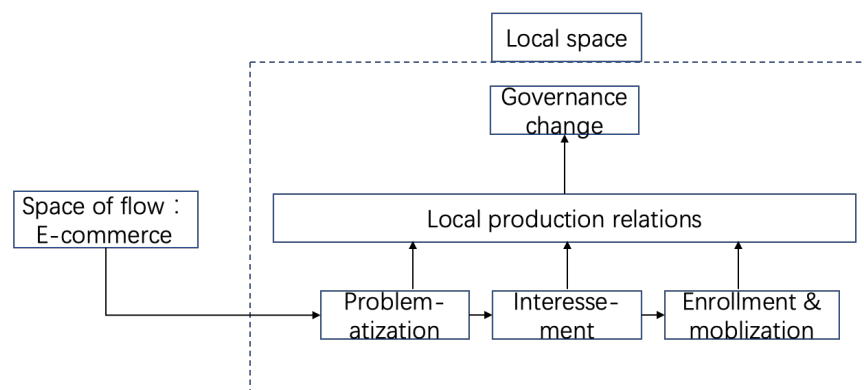 Local space
Governance
change
Space of flow：
E-commerce
Local production relations
Problem-
atization
Interesse-
ment
Enrollment &
moblization